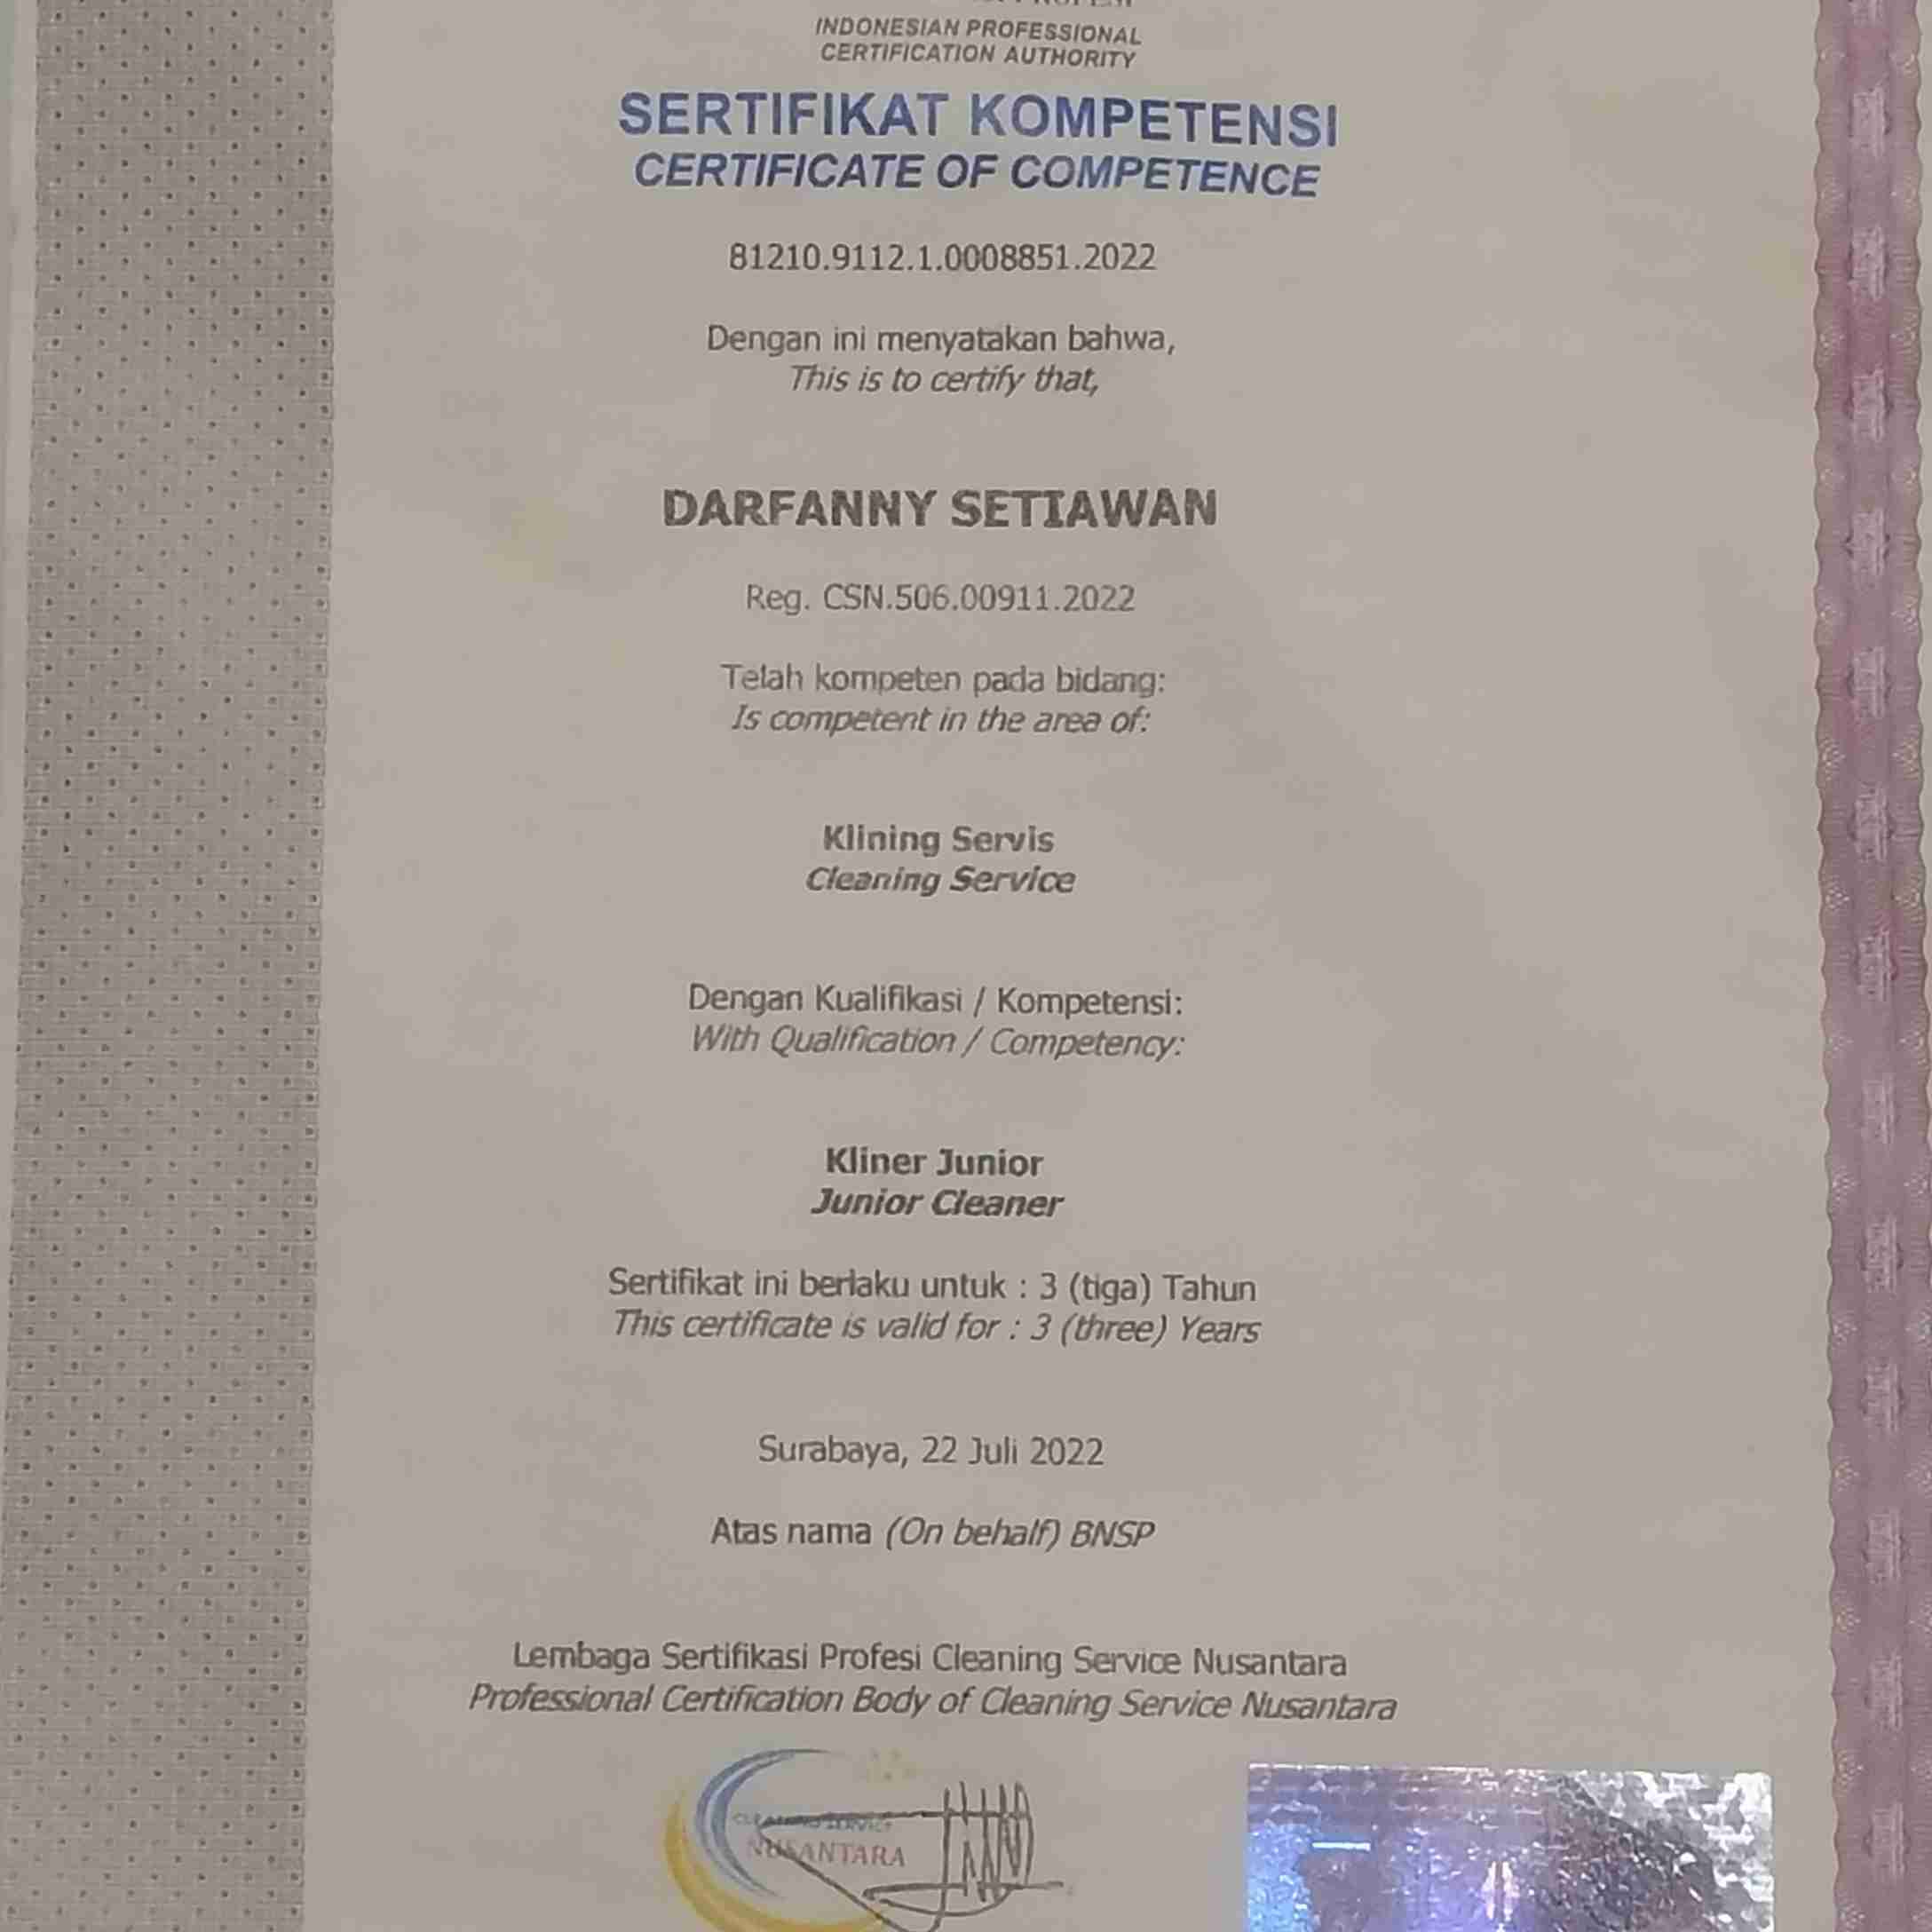 INDONESIAN PROFESSIONAL
CERTIFICATION AUTHORITY
SERTIFIKAT KOMPETENSI
CERTIFICATE OF COMPETENCE
81210.9112.1.0008851.2022
Dengan ini menyatakan bahwa,
This is to certify that,
DARFANNY SETIAWAN
Reg. CSN.506.00911.2022
Telah kompeten pada bidang:
Is competent in the area of:
Klining Servis
Cleaning Service
Dengan Kualifikasi / Kompetensi:
With Qualification / Competency:
Kliner Junior
Junior Cleaner
Sertifikat ini berlaku untuk : 3 (tiga) Tahun
This certificate is valid for : 3 (three) Years
Surabaya, 22 Juli 2022
Atas nama (On behalf) BNSP
Lembaga Sertifikasi Profesi Cleaning Service Nusantara
Professional Certification Body of Cleaning Service Nusantara
CLEANING SERVICE
NUSANTARA